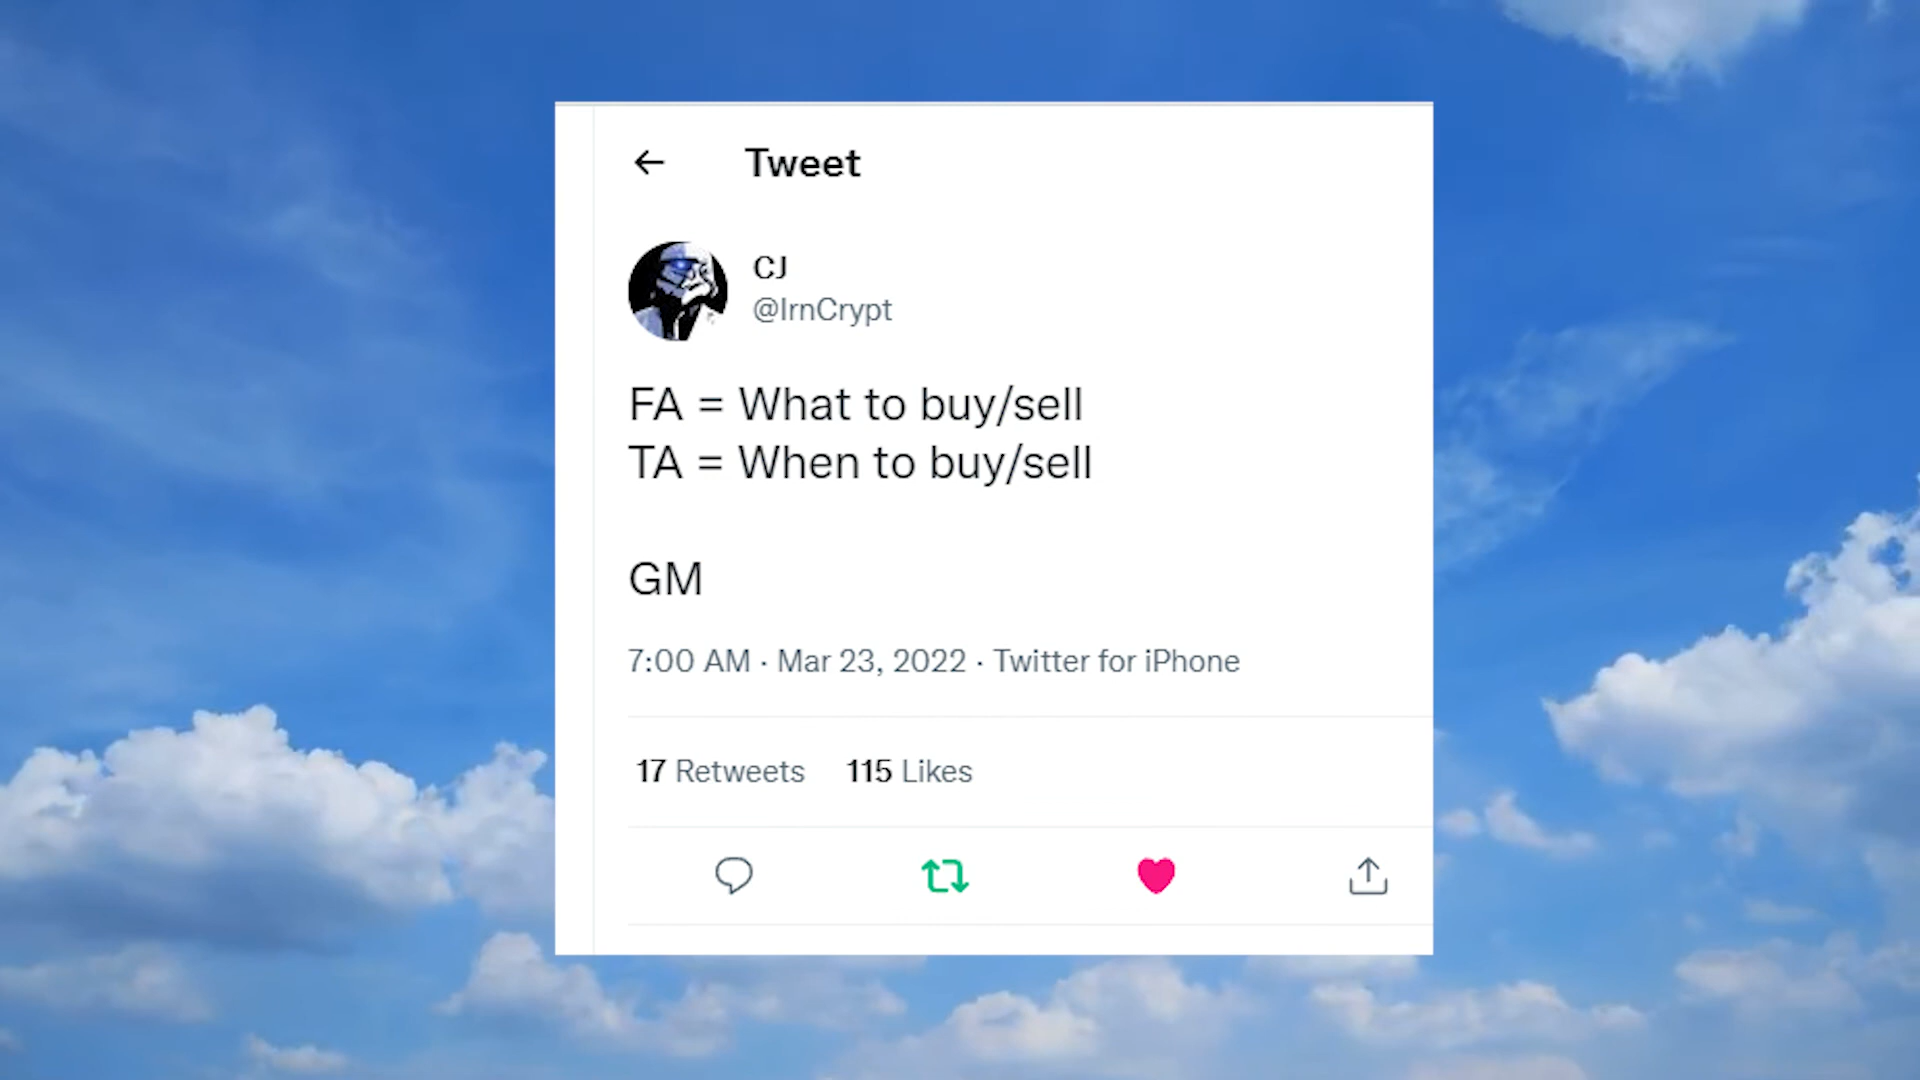 Tweet
CJ
@IrnCrypt
FA = What to buy/sell
TA = When to buy/sell
GM
7:00 AM · Mar 23, 2022 · Twitter for iPhone
17 Retweets 115 Likes